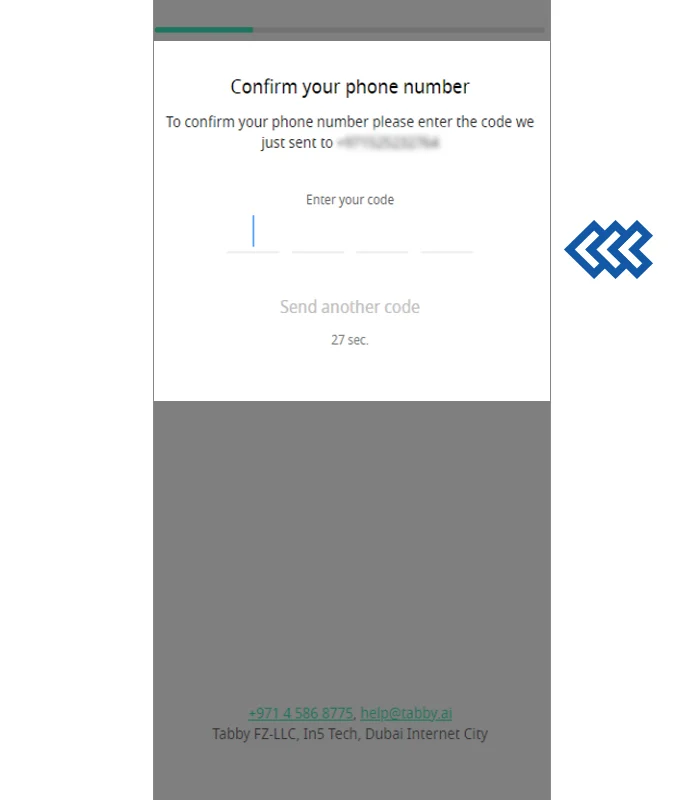 Confirm your phone number
To confirm your phone number please enter the code we
just sent to
Enter your code
Send another code
27 sec.
+971 4 586 8775, help@tabby.ai
Tabby FZ-LLC, In5 Tech, Dubai Internet City